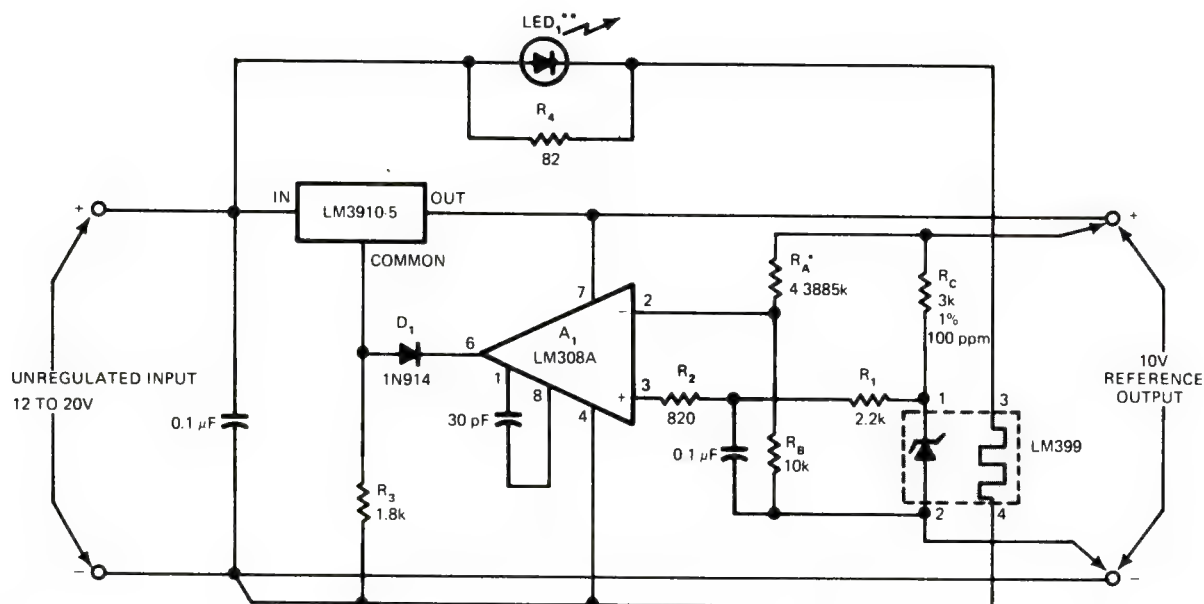 LED1**
R4
82
IN
LM3910-5
OUT
COMMON
+
+
UNREGULATED INPUT
12 TO 20V
0.1 µF
D1
1N914
R3
1.8k
7
6
A1
LM308A
1
8
4
30 pF
2
−
3
+
R2
820
0 1 µF
RA*
4 3885k
RB
10k
R1
2.2k
RC
3k
1%
100 ppm
1
3
2
4
LM399
10V
REFERENCE
OUTPUT
−
−